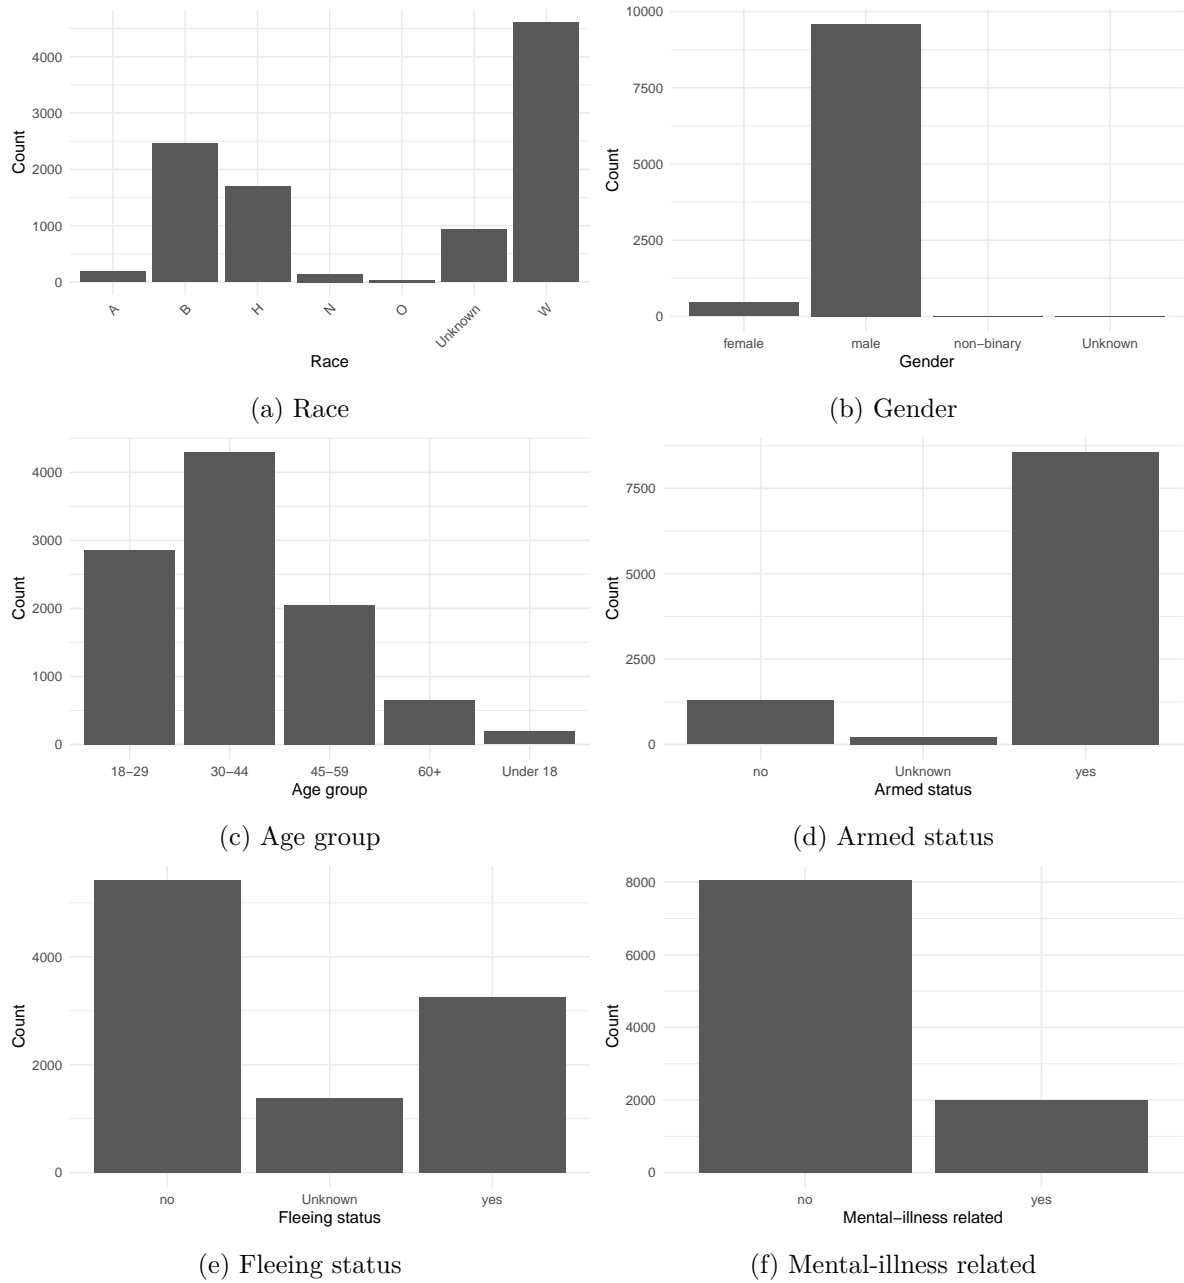 4000
3000
2000
1000
0
Count
A
B
H
N
O
Unknown
W
Race
(a) Race
10000
7500
5000
2500
0
Count
female
male
non−binary
Unknown
Gender
(b) Gender
4000
3000
2000
1000
0
Count
18−29
30−44
45−59
60+
Under 18
Age group
(c) Age group
7500
5000
2500
0
Count
no
Unknown
yes
Armed status
(d) Armed status
4000
2000
0
Count
no
Unknown
yes
Fleeing status
(e) Fleeing status
8000
6000
4000
2000
0
Count
no
yes
Mental−illness related
(f) Mental-illness related